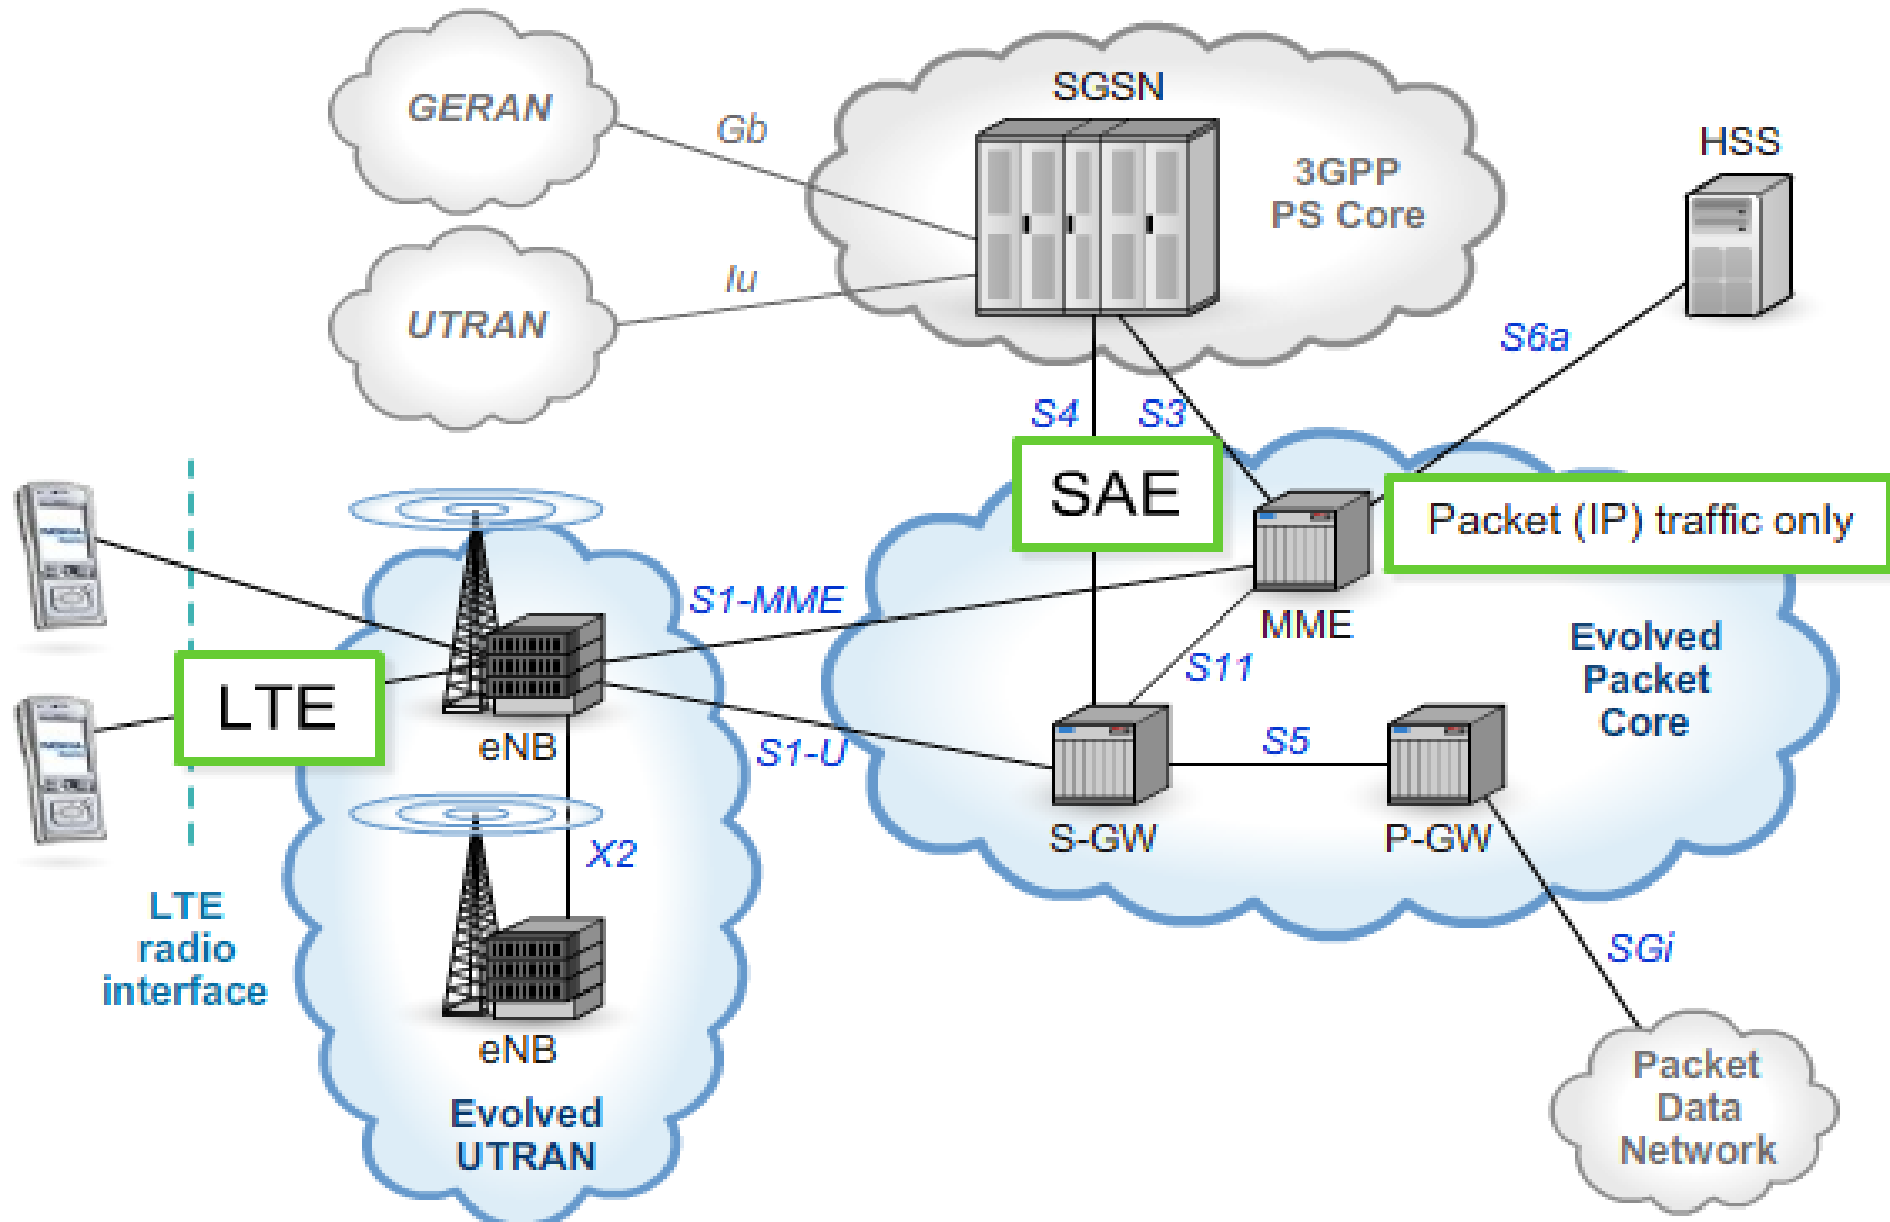 GERAN
Gb
SGSN
3GPP
PS Core
HSS
UTRAN
Iu
S6a
S4
S3
SAE
Packet (IP) traffic only
S1-MME
MME
Evolved
Packet
Core
S11
LTE
eNB
S1-U
S5
S-GW
P-GW
X2
LTE
radio
interface
SGi
eNB
Evolved
UTRAN
Packet
Data
Network